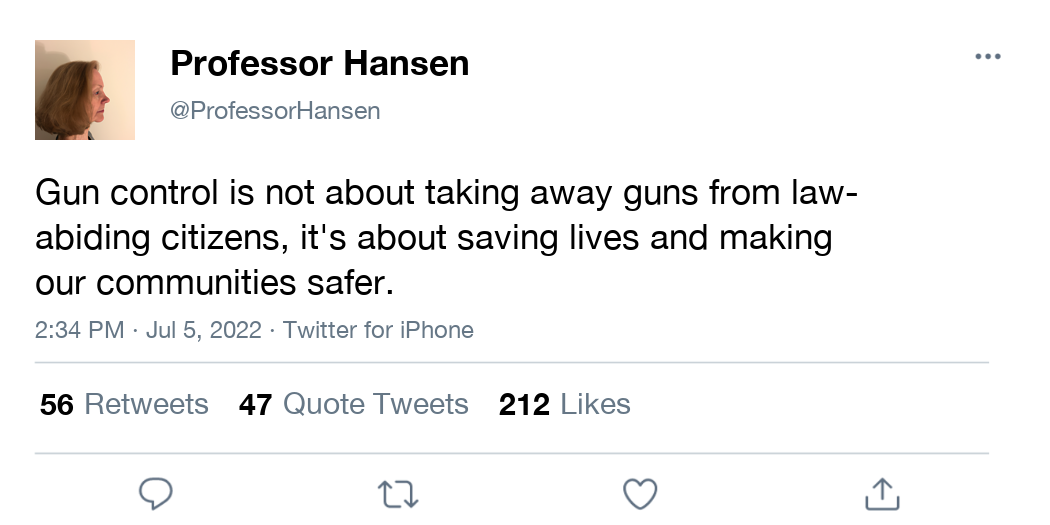 Professor Hansen
@ProfessorHansen
Gun control is not about taking away guns from law-
abiding citizens, it's about saving lives and making
our communities safer.
2:34 PM · Jul 5, 2022 · Twitter for iPhone
56 Retweets 47 Quote Tweets 212 Likes